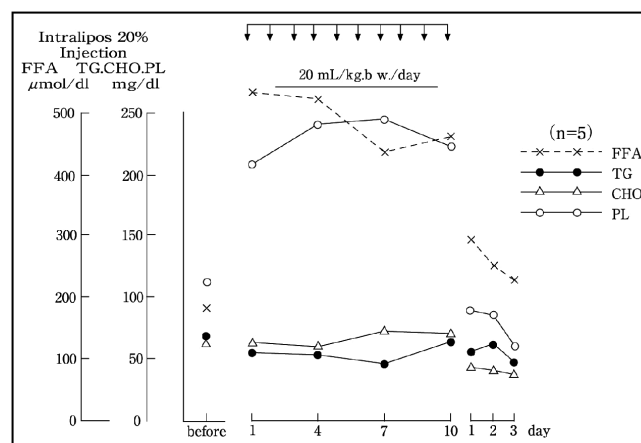 Intralipos 20%
Injection
FFA TG.CHO.PL
μmol/dl mg/dl
20 mL/kg.b w./day
(n=5)
FFA
TG
CHO
PL
500 250
400 200
300 150
200 100
100 50
0 0
before 1 4 7 10 1 2 3 day